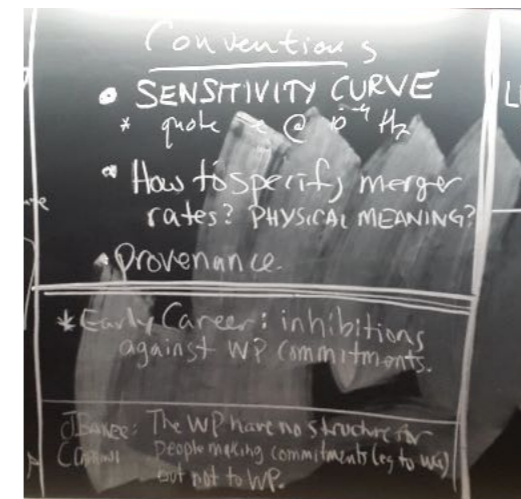 Conventions
• SENSITIVITY CURVE
* quote e @ 10⁻⁴ Hz
• How to specify merger
rates? PHYSICAL MEANING?
• Provenance.
*Early Career: inhibitions
against WP commitments.
JBaker: The WP have no structure for
people making commitments (eg to WG)
but not to WP.
L